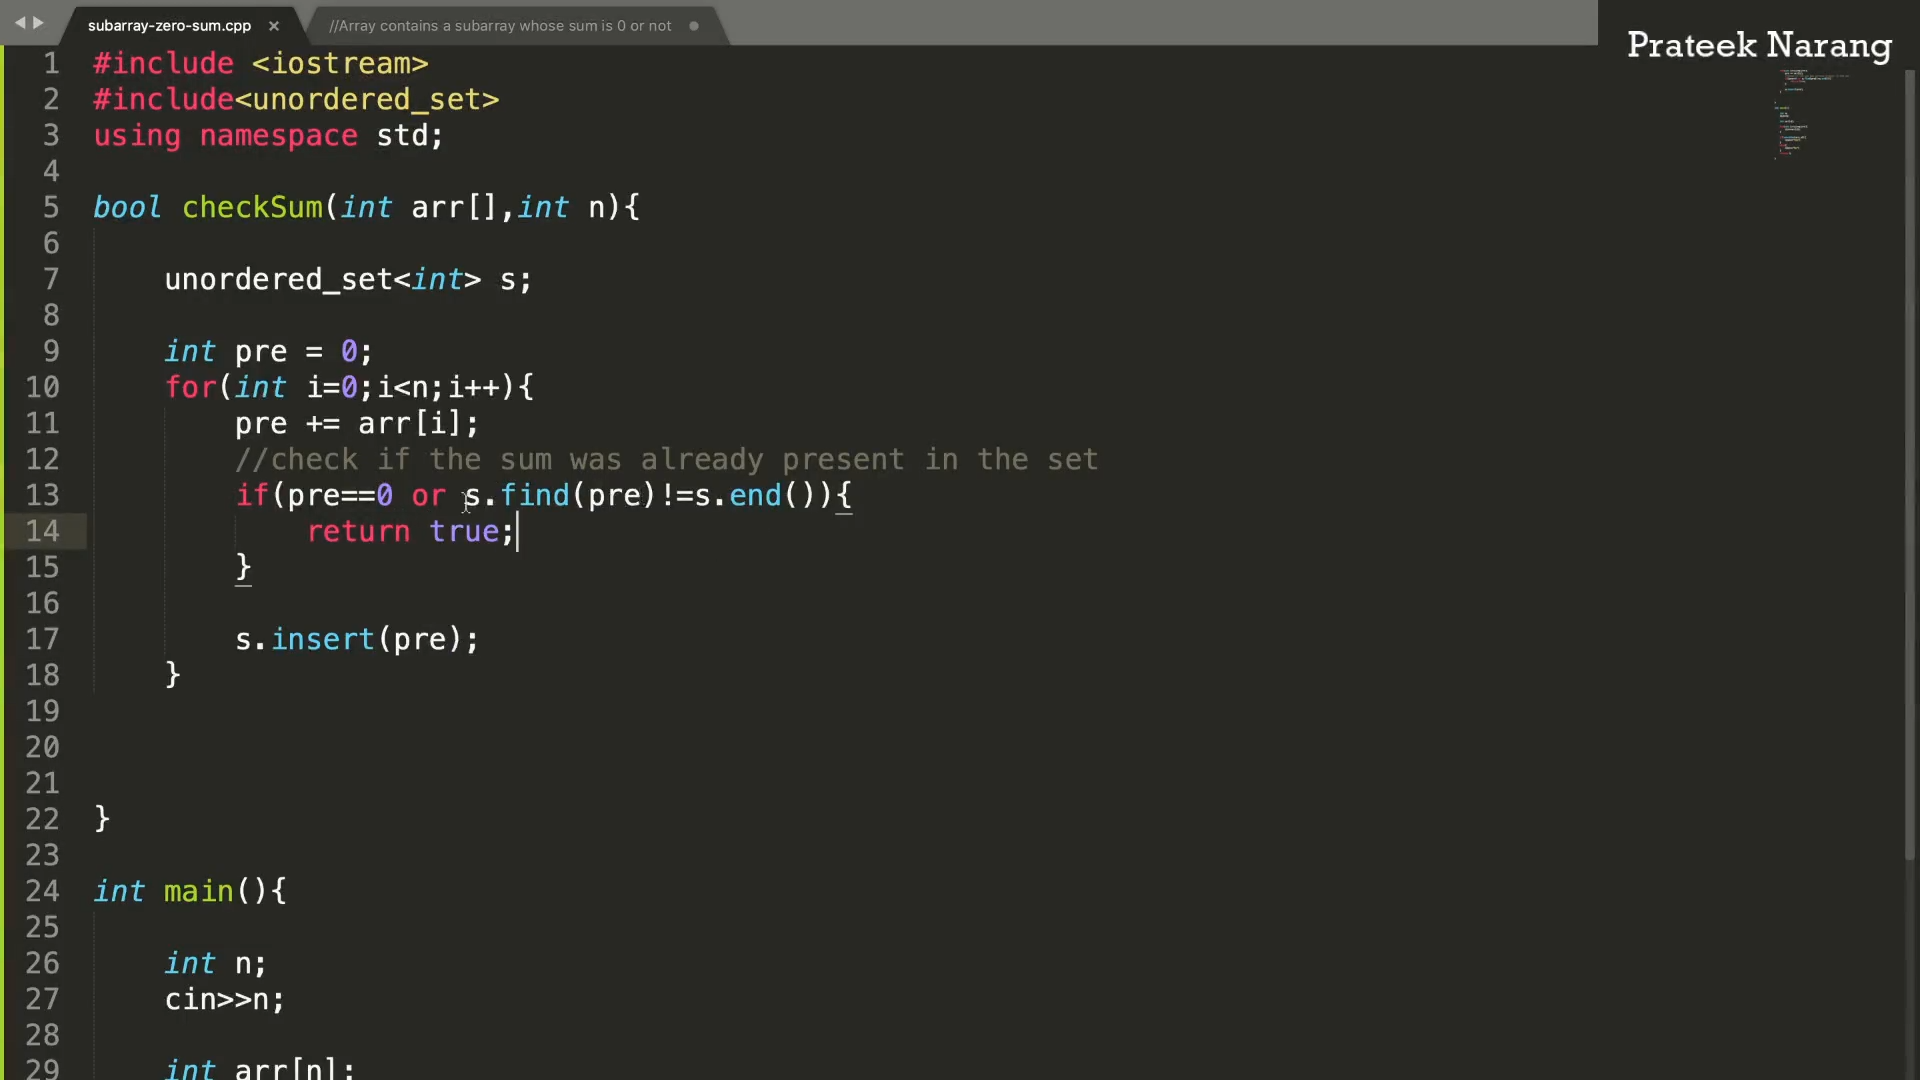 subarray-zero-sum.cpp × //Array contains a subarray whose sum is 0 or not
Prateek Narang
1 #include <iostream>
2 #include<unordered_set>
3 using namespace std;
4
5 bool checkSum(int arr[],int n){
6
7 unordered_set<int> s;
8
9 int pre = 0;
10 for(int i=0;i<n;i++){
11 pre += arr[i];
12 //check if the sum was already present in the set
13 if(pre==0 or s.find(pre)!=s.end()){
14 return true;
15 }
16
17 s.insert(pre);
18 }
19
20
21
22 }
23
24 int main(){
25
26 int n;
27 cin>>n;
28
29 int arr[n];